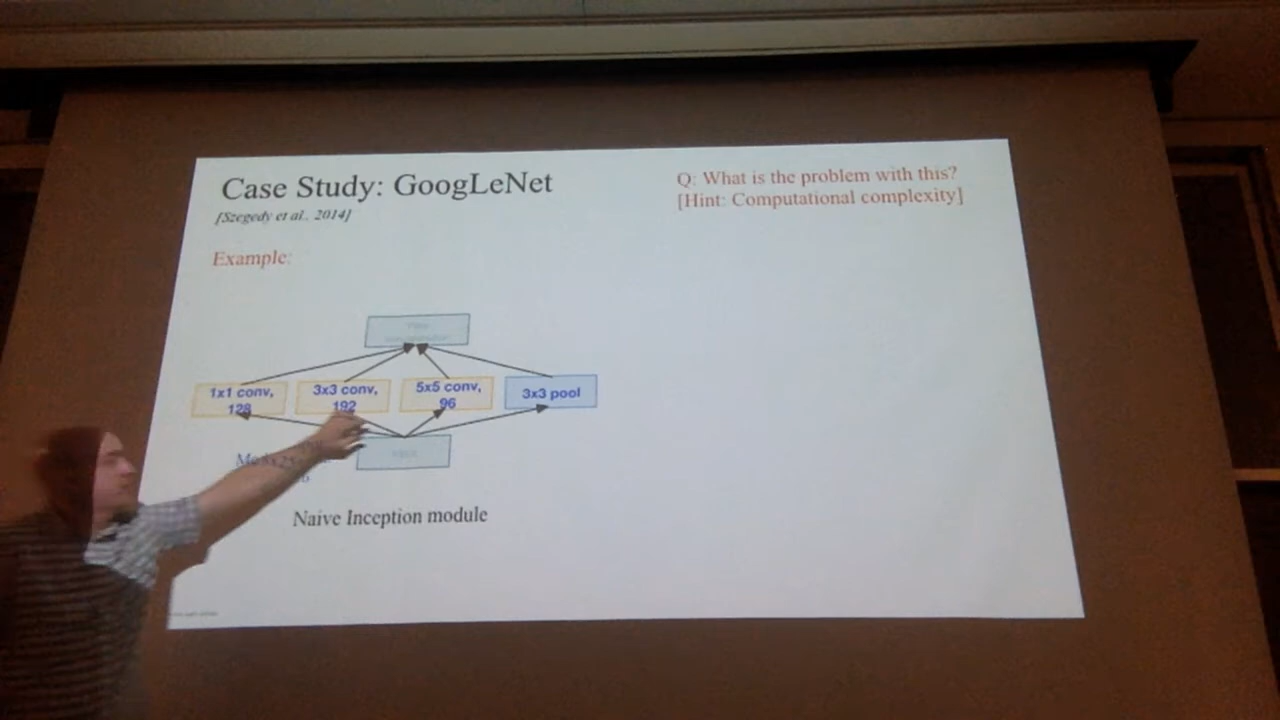 Case Study: GoogLeNet
[Szegedy et al., 2014]
Q: What is the problem with this?
[Hint: Computational complexity]
Example:
1x1 conv,
128
3x3 conv,
192
5x5 conv,
96
3x3 pool
Naive Inception module